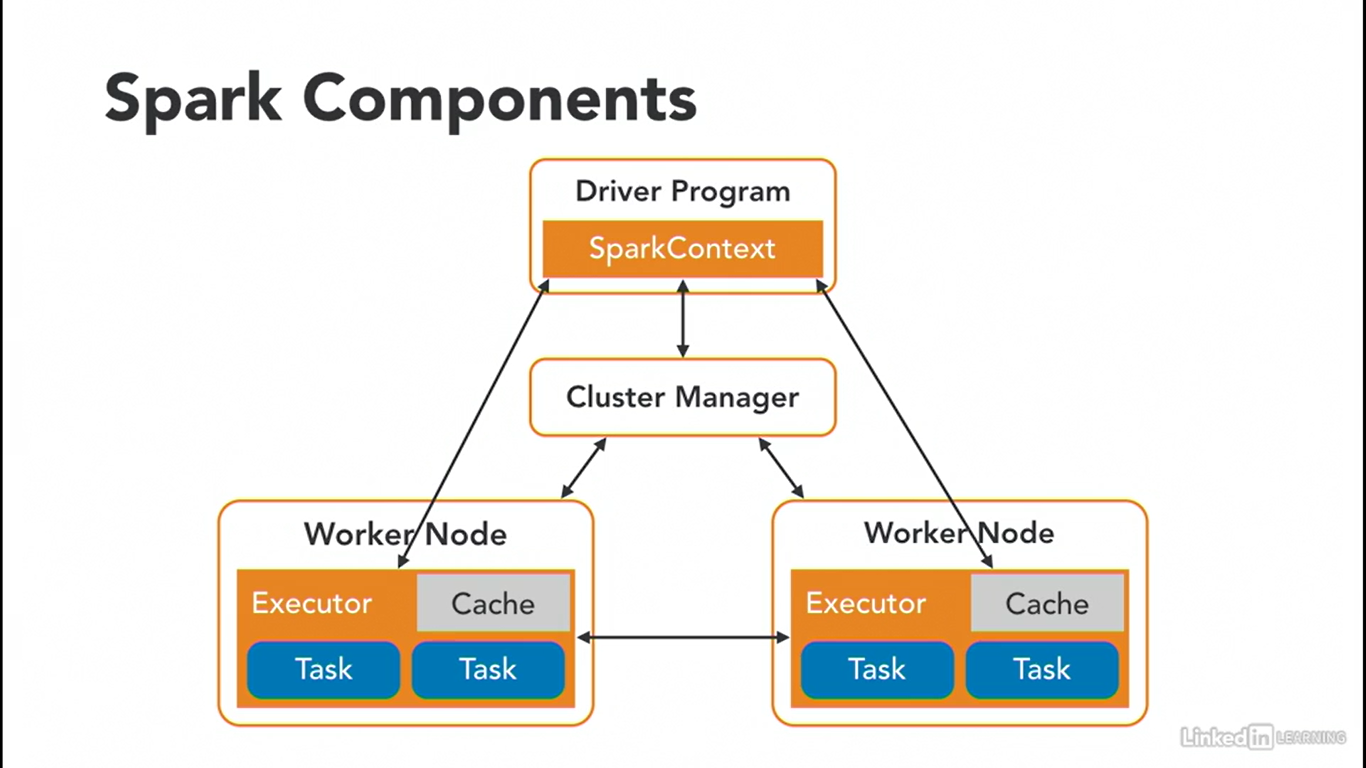 Spark Components
Driver Program
SparkContext
Cluster Manager
Worker Node
Executor
Cache
Task
Task
Worker Node
Executor
Cache
Task
Task
LinkedIn LEARNING